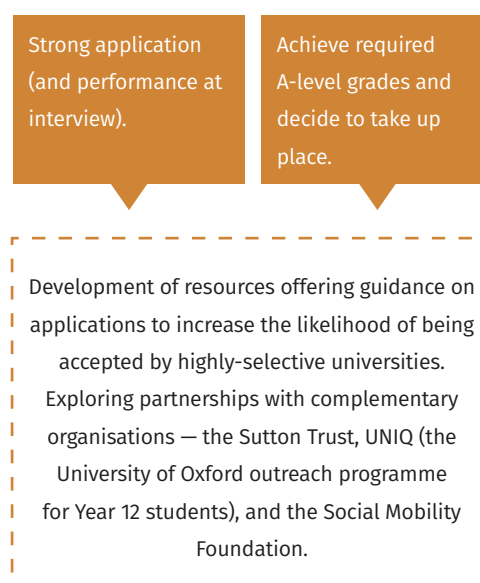 Strong application
(and performance at
interview).
Achieve required
A-level grades and
decide to take up
place.
Development of resources offering guidance on
applications to increase the likelihood of being
accepted by highly-selective universities.
Exploring partnerships with complementary
organisations — the Sutton Trust, UNIQ (the
University of Oxford outreach programme
for Year 12 students), and the Social Mobility
Foundation.